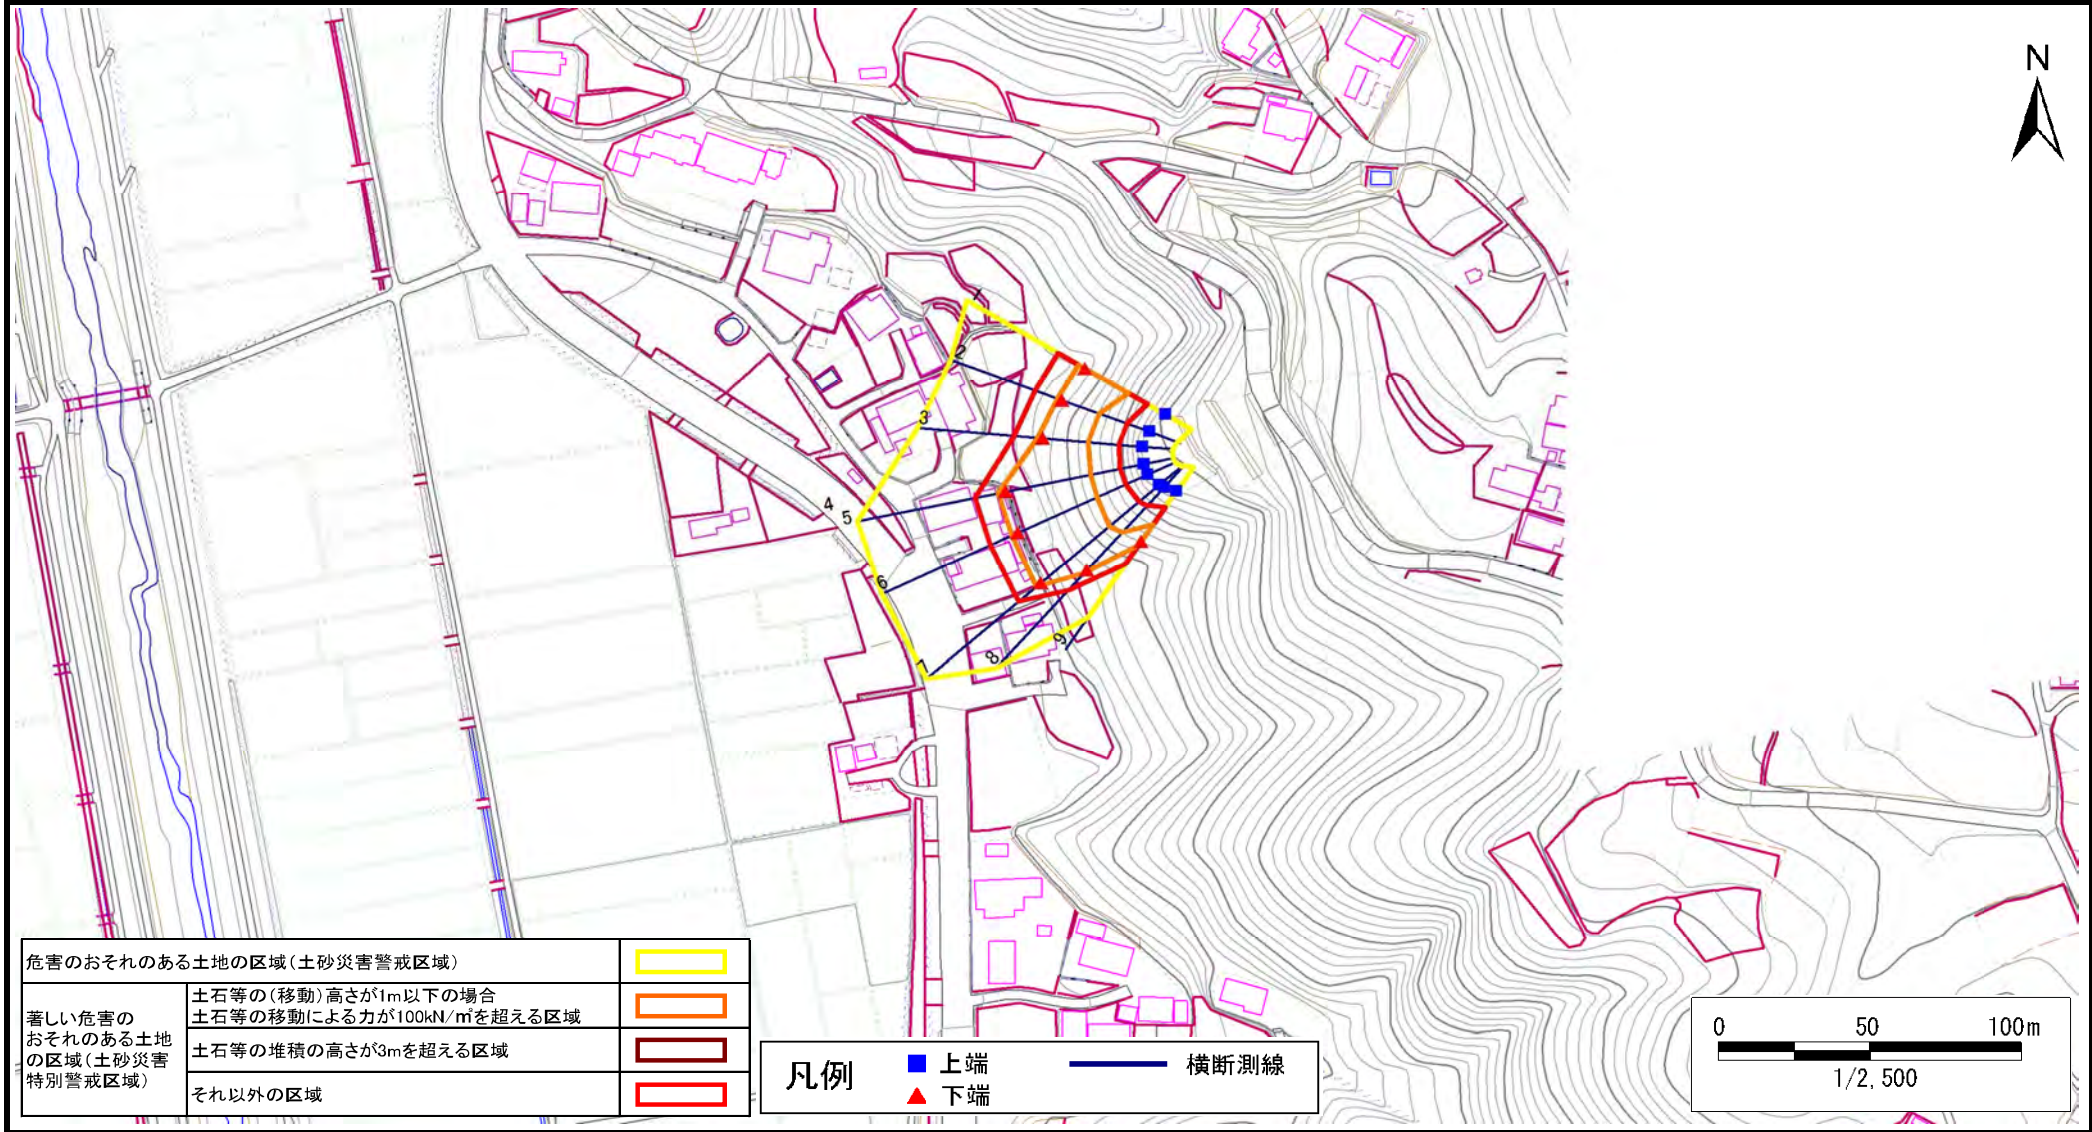 N
1
2
3
4
5
6
7
8
9
危害のおそれのある土地の区域(土砂災害警戒区域)
著しい危害の
おそれのある土地
の区域(土砂災害
特別警戒区域)
土石等の(移動)高さが1m以下の場合
土石等の移動による力が100kN/㎡を超える区域
土石等の堆積の高さが3mを超える区域
それ以外の区域
凡例
上端
下端
横断測線
0 50 100m
1/2,500